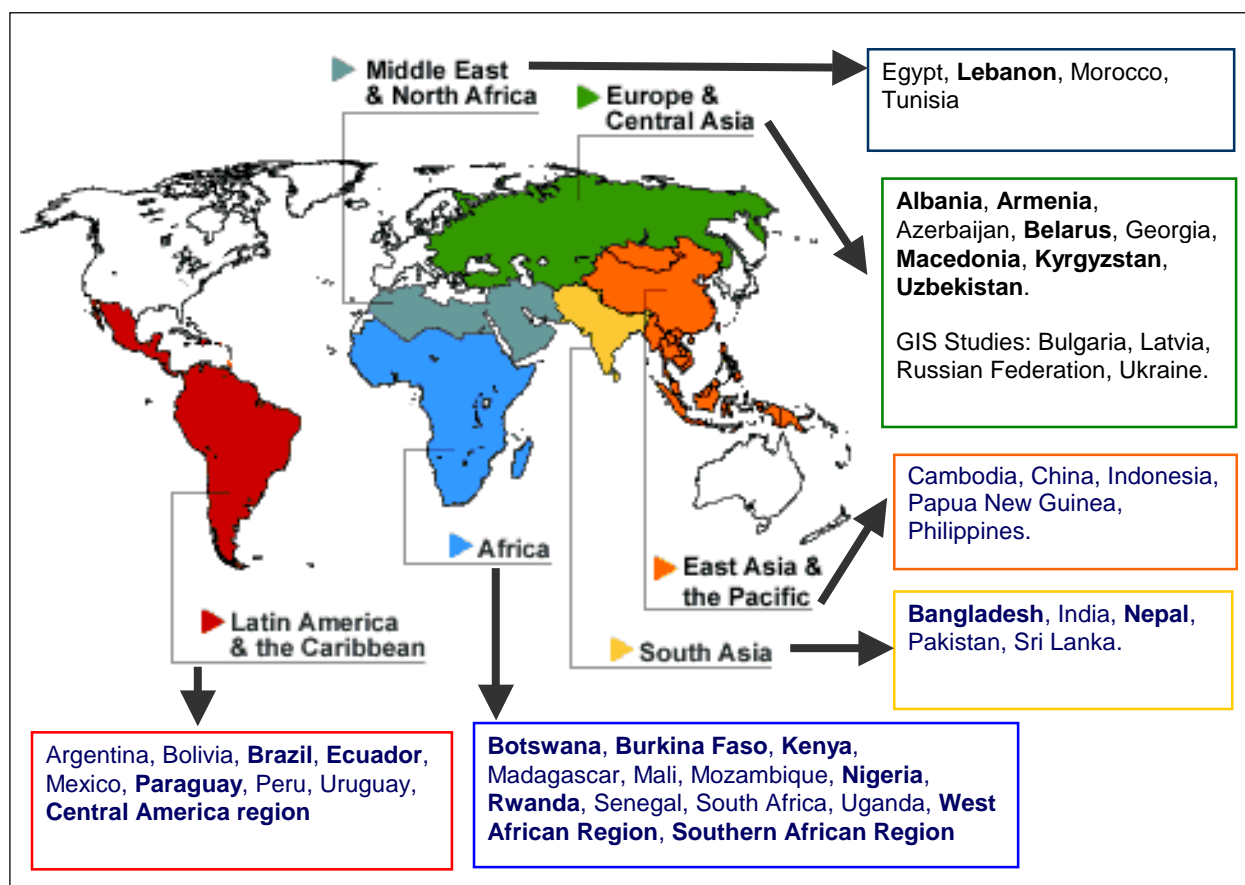 Middle East
& North Africa
Europe &
Central Asia
Egypt, Lebanon, Morocco,
Tunisia
Albania, Armenia,
Azerbaijan, Belarus, Georgia,
Macedonia, Kyrgyzstan,
Uzbekistan.
GIS Studies: Bulgaria, Latvia,
Russian Federation, Ukraine.
Cambodia, China, Indonesia,
Papua New Guinea,
Philippines.
Africa
East Asia &
the Pacific
Latin America
& the Caribbean
South Asia
Bangladesh, India, Nepal,
Pakistan, Sri Lanka.
Argentina, Bolivia, Brazil, Ecuador,
Mexico, Paraguay, Peru, Uruguay,
Central America region
Botswana, Burkina Faso, Kenya,
Madagascar, Mali, Mozambique, Nigeria,
Rwanda, Senegal, South Africa, Uganda, West
African Region, Southern African Region